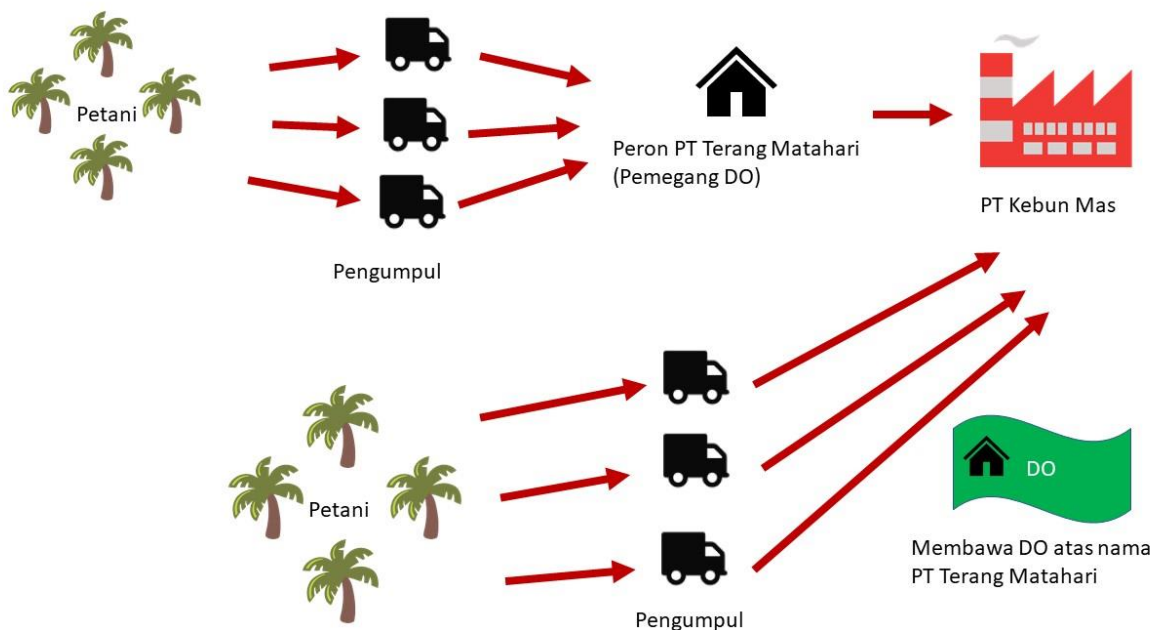 Petani
Pengumpul
Peron PT Terang Matahari
(Pemegang DO)
PT Kebun Mas
Petani
Pengumpul
DO
Membawa DO atas nama
PT Terang Matahari